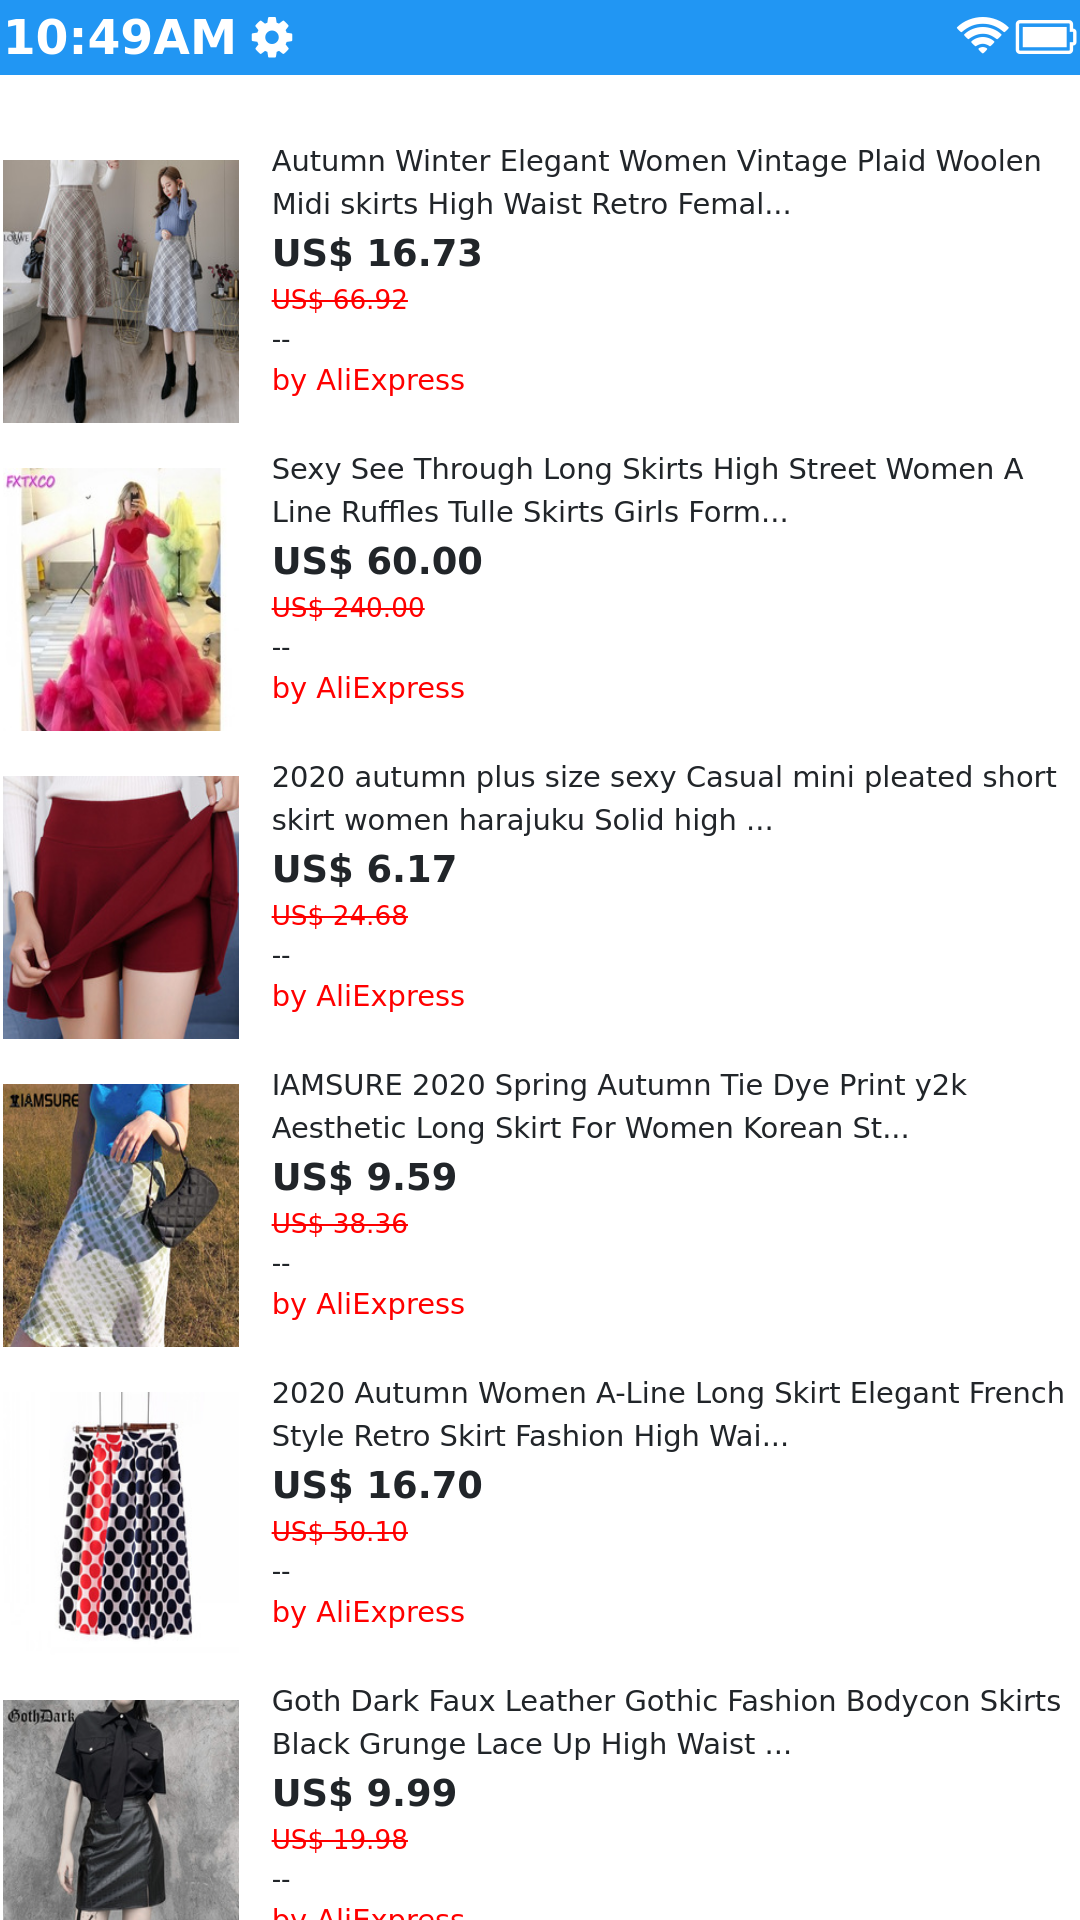 10:49AM
Autumn Winter Elegant Women Vintage Plaid Woolen
Midi skirts High Waist Retro Femal...
US$ 16.73
US$ 66.92
--
by AliExpress
FXTXCO
Sexy See Through Long Skirts High Street Women A
Line Ruffles Tulle Skirts Girls Form...
US$ 60.00
US$ 240.00
--
by AliExpress
2020 autumn plus size sexy Casual mini pleated short
skirt women harajuku Solid high ...
US$ 6.17
US$ 24.68
--
by AliExpress
IAMSURE
IAMSURE 2020 Spring Autumn Tie Dye Print y2k
Aesthetic Long Skirt For Women Korean St...
US$ 9.59
US$ 38.36
--
by AliExpress
2020 Autumn Women A-Line Long Skirt Elegant French
Style Retro Skirt Fashion High Wai...
US$ 16.70
US$ 50.10
--
by AliExpress
GothDark
Goth Dark Faux Leather Gothic Fashion Bodycon Skirts
Black Grunge Lace Up High Waist ...
US$ 9.99
US$ 19.98
--
by AliExpress